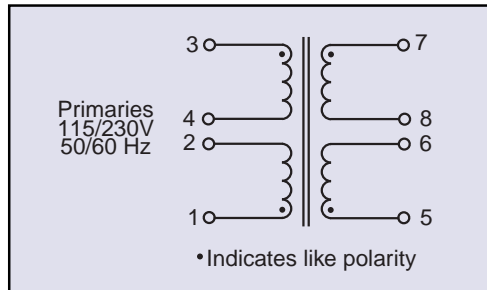 3 7
Primaries
115/230V
50/60 Hz
4 8
2 6
1 5
•Indicates like polarity